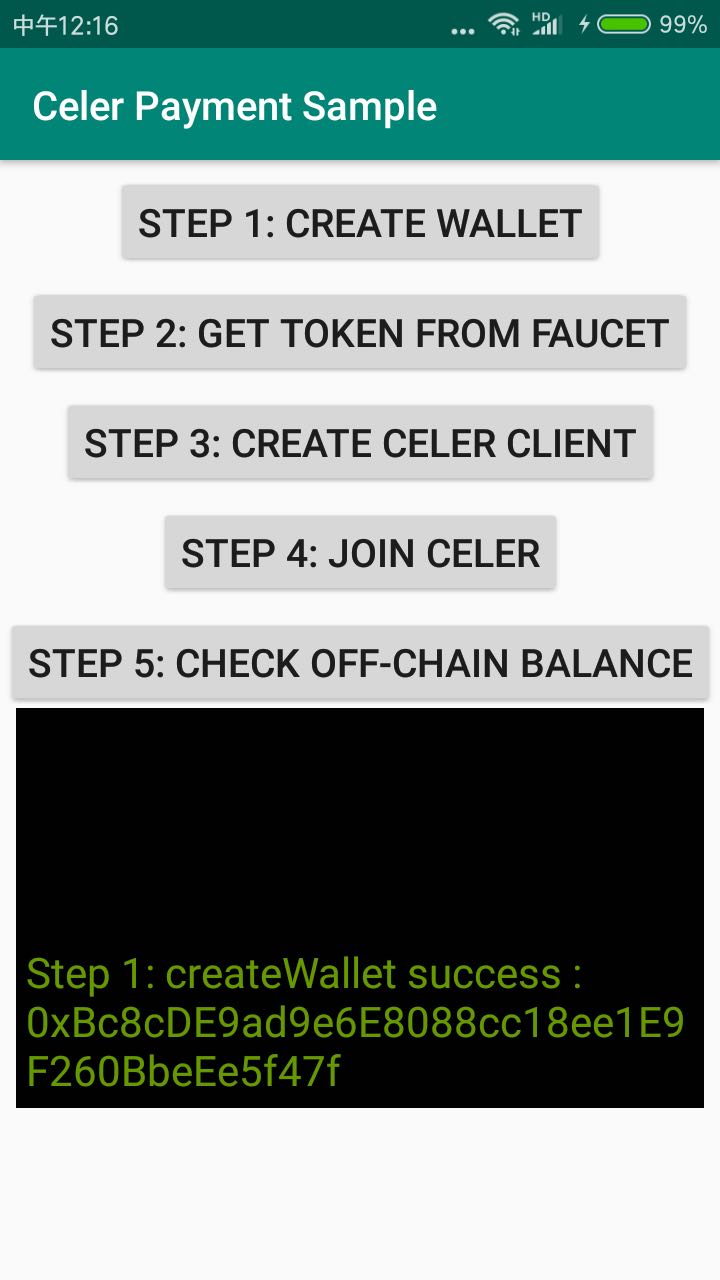 中午12:16
HD
99%
Celer Payment Sample
STEP 1: CREATE WALLET
STEP 2: GET TOKEN FROM FAUCET
STEP 3: CREATE CELER CLIENT
STEP 4: JOIN CELER
STEP 5: CHECK OFF-CHAIN BALANCE
Step 1: createWallet success :
0xBc8cDE9ad9e6E8088cc18ee1E9
F260BbeEe5f47f